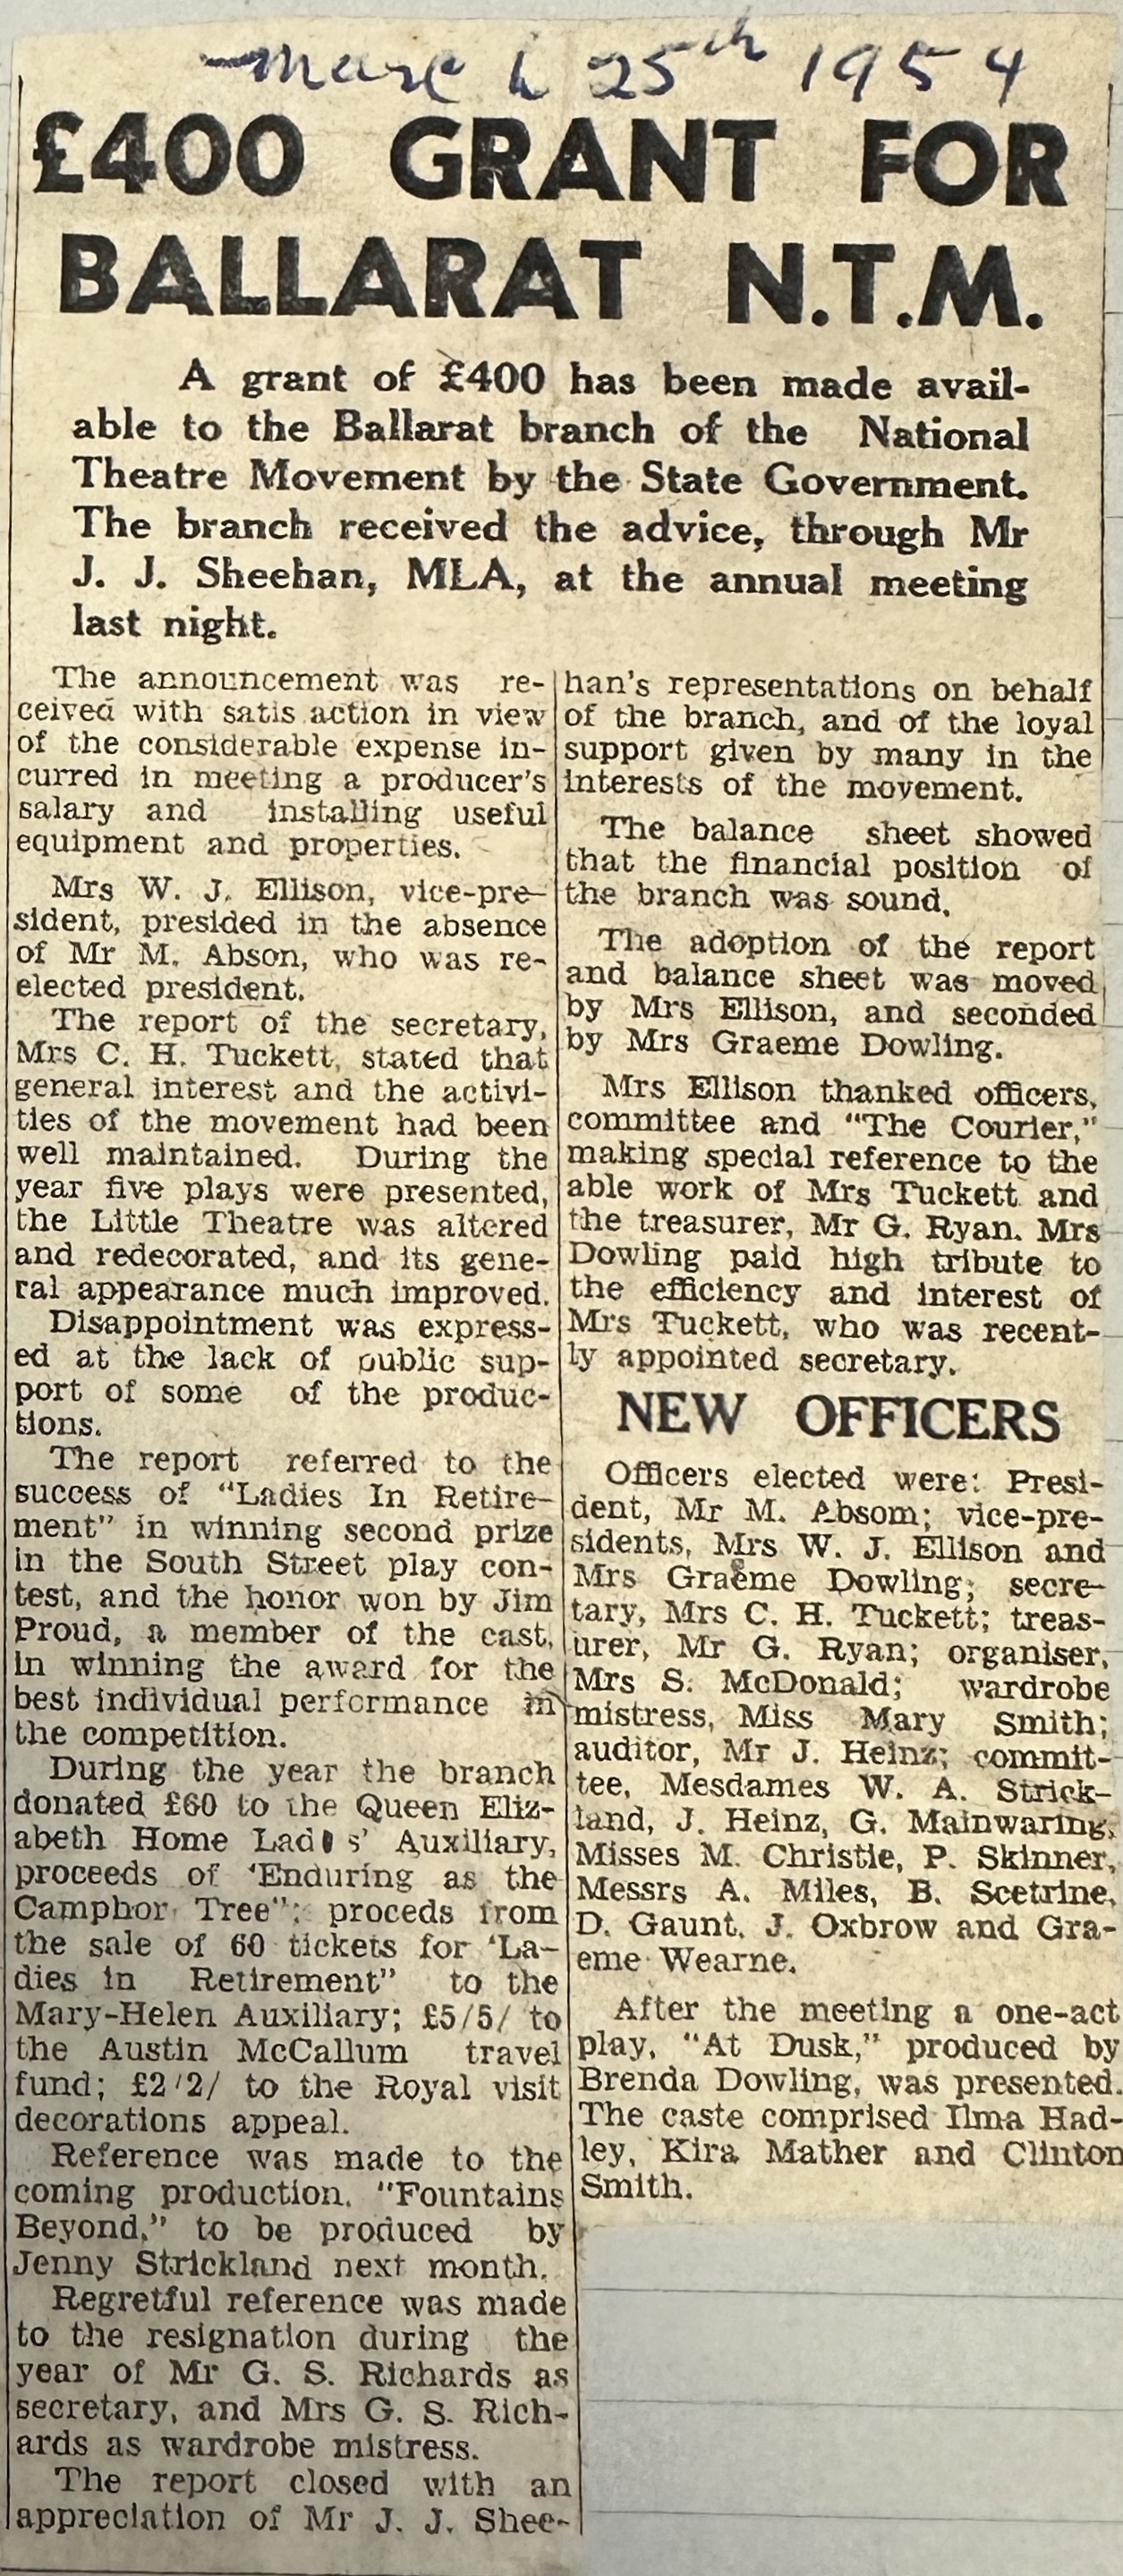 March 25th 1954
£400 GRANT FOR
BALLARAT N.T.M.
A grant of £400 has been made avail-
able to the Ballarat branch of the National
Theatre Movement by the State Government.
The branch received the advice, through Mr
J. J. Sheehan, MLA, at the annual meeting
last night.
The announcement was re-
ceived with satis action in view
of the considerable expense in-
curred in meeting a producer's
salary and installing useful
equipment and properties.
Mrs W. J. Ellison, vice-pre-
sident, presided in the absence
of Mr M. Abson, who was re-
elected president.
The report of the secretary,
Mrs C. H. Tuckett, stated that
general interest and the activi-
ties of the movement had been
well maintained. During the
year five plays were presented,
the Little Theatre was altered
and redecorated, and its gene-
ral appearance much improved.
Disappointment was express-
ed at the lack of public sup-
port of some of the produc-
tions.
The report referred to the
success of "Ladies In Retire-
ment" in winning second prize
in the South Street play con-
test, and the honor won by Jim
Proud, a member of the cast,
in winning the award for the
best individual performance in
the competition.
During the year the branch
donated £60 to the Queen Eliz-
abeth Home Lad s' Auxiliary,
proceeds of 'Enduring as the
Camphor Tree"; proceds from
the sale of 60 tickets for 'La-
dies in Retirement" to the
Mary-Helen Auxiliary; £5/5/ to
the Austin McCallum travel
fund; £2/2/ to the Royal visit
decorations appeal.
Reference was made to the
coming production, "Fountains
Beyond," to be produced by
Jenny Strickland next month.
Regretful reference was made
to the resignation during the
year of Mr G. S. Richards as
secretary, and Mrs G. S. Rich-
ards as wardrobe mistress.
The report closed with an
appreciation of Mr J. J. Shee-
han's representations on behalf
of the branch, and of the loyal
support given by many in the
interests of the movement.
The balance sheet showed
that the financial position of
the branch was sound.
The adoption of the report
and balance sheet was moved
by Mrs Ellison, and seconded
by Mrs Graeme Dowling.
Mrs Ellison thanked officers,
committee and "The Courier,"
making special reference to the
able work of Mrs Tuckett and
the treasurer, Mr G. Ryan. Mrs
Dowling paid high tribute to
the efficiency and interest of
Mrs Tuckett, who was recent-
ly appointed secretary.
NEW OFFICERS
Officers elected were: Presi-
dent, Mr M. Absom; vice-pre-
sidents, Mrs W. J. Ellison and
Mrs Graeme Dowling; secre-
tary, Mrs C. H. Tuckett; treas-
urer, Mr G. Ryan; organiser,
Mrs S. McDonald; wardrobe
mistress, Miss Mary Smith;
auditor, Mr J. Heinz; commit-
tee, Mesdames W. A. Strick-
land, J. Heinz, G. Mainwaring,
Misses M. Christie, P. Skinner,
Messrs A. Miles, B. Scetrine,
D. Gaunt, J. Oxbrow and Gra-
eme Wearne.
After the meeting a one-act
play, "At Dusk," produced by
Brenda Dowling, was presented.
The caste comprised Ilma Had-
ley, Kira Mather and Clinton
Smith.